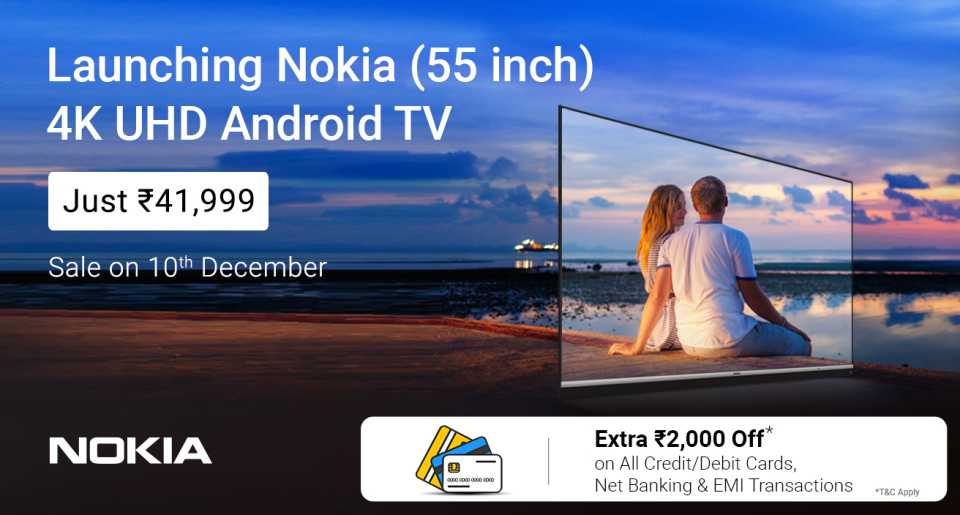 Launching Nokia (55 inch)
4K UHD Android TV
Just ₹41,999
Sale on 10th December
NOKIA
Extra ₹2,000 Off*
on All Credit/Debit Cards,
Net Banking & EMI Transactions
*T&C Apply